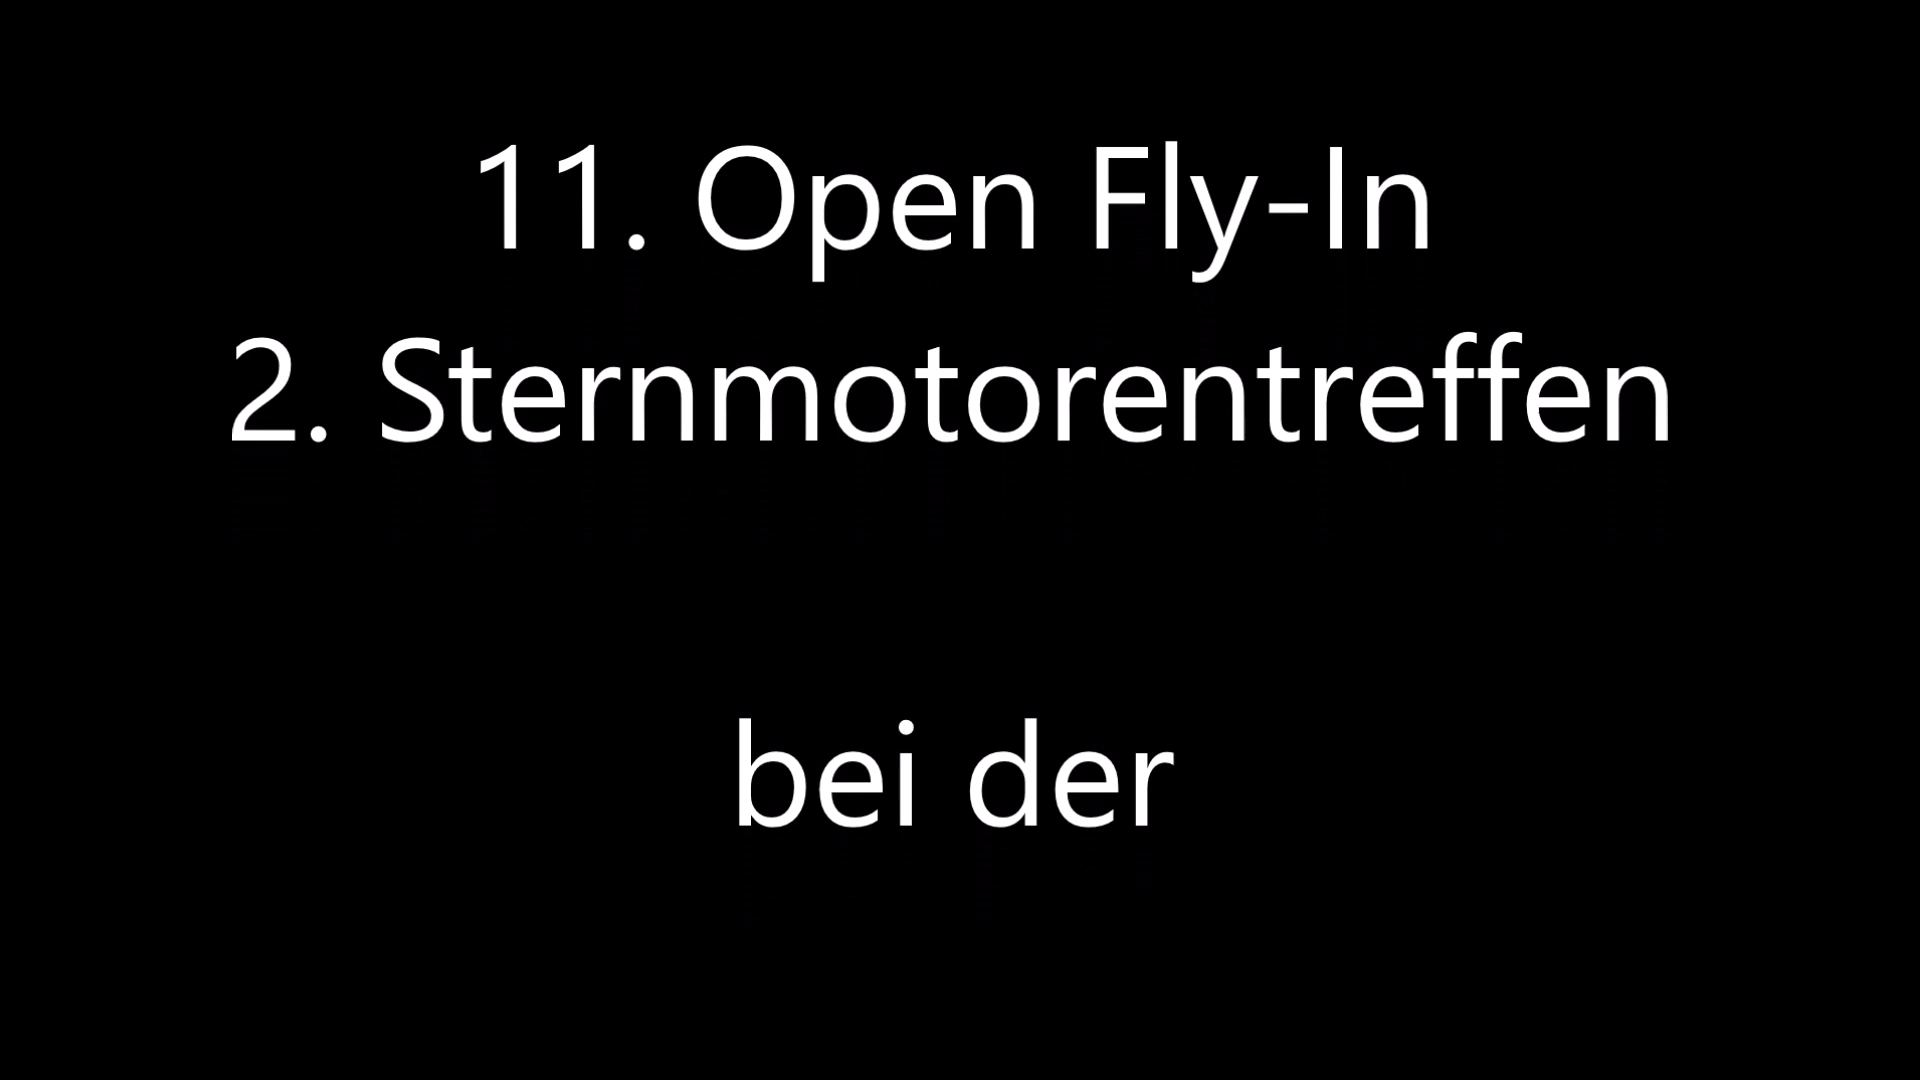 11. Open Fly-In
2. Sternmotorentreffen
bei der